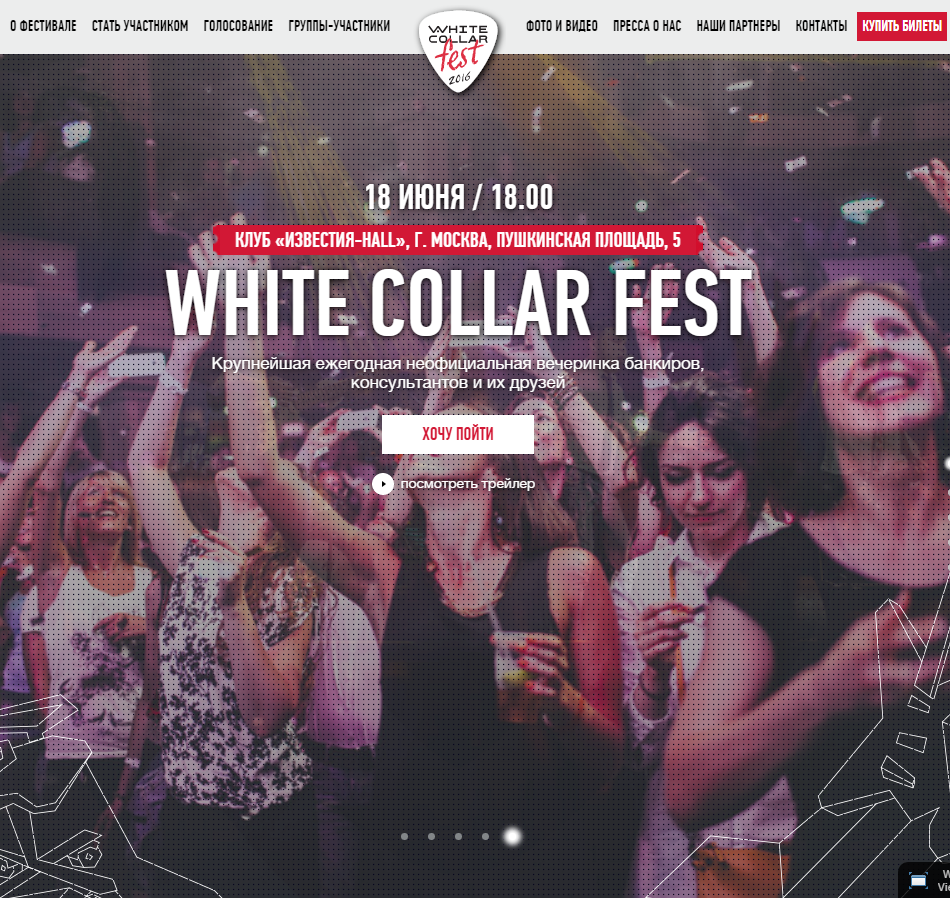 О ФЕСТИВАЛЕ СТАТЬ УЧАСТНИКОМ ГОЛОСОВАНИЕ ГРУППЫ-УЧАСТНИКИ
WHITE
COLLAR
fest
2016
ФОТО И ВИДЕО ПРЕССА О НАС НАШИ ПАРТНЕРЫ КОНТАКТЫ КУПИТЬ БИЛЕТЫ
18 ИЮНЯ / 18.00
КЛУБ «ИЗВЕСТИЯ-HALL», Г. МОСКВА, ПУШКИНСКАЯ ПЛОЩАДЬ, 5
WHITE COLLAR FEST
Крупнейшая ежегодная неофициальная вечеринка банкиров,
консультантов и их друзей
ХОЧУ ПОЙТИ
посмотреть трейлер